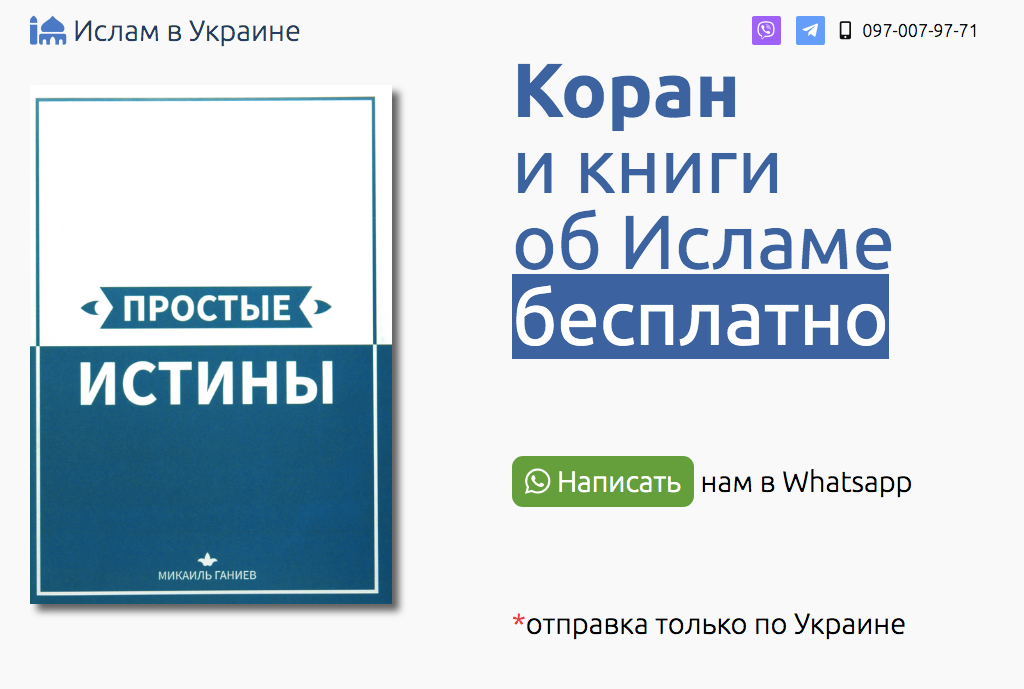 Ислам в Украине
097-007-97-71
Коран
и книги
об Исламе
бесплатно
ПРОСТЫЕ
ИСТИНЫ
МИКАИЛЬ ГАНИЕВ
Написать нам в Whatsapp
*отправка только по Украине